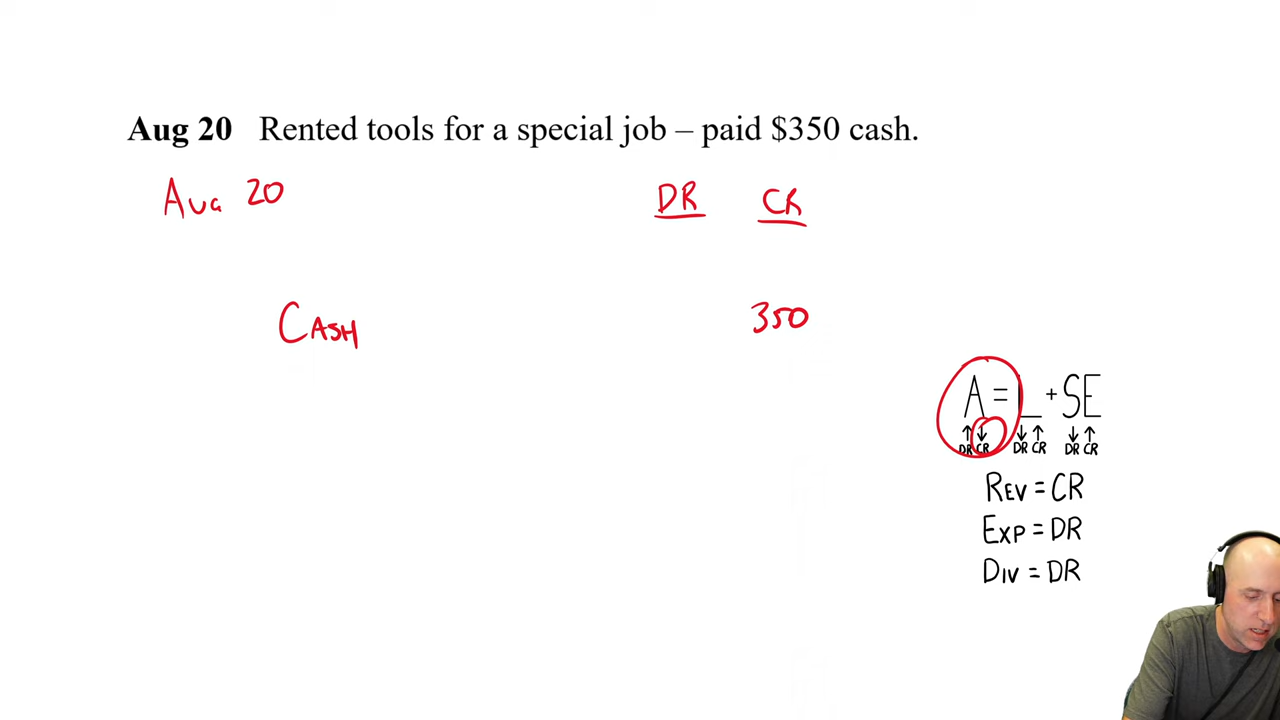 Aug 20 Rented tools for a special job – paid $350 cash.
Aug 20 DR CR
CASH 350
A = L + SE
DR CR DR CR DR CR
REV = CR
EXP = DR
DIV = DR